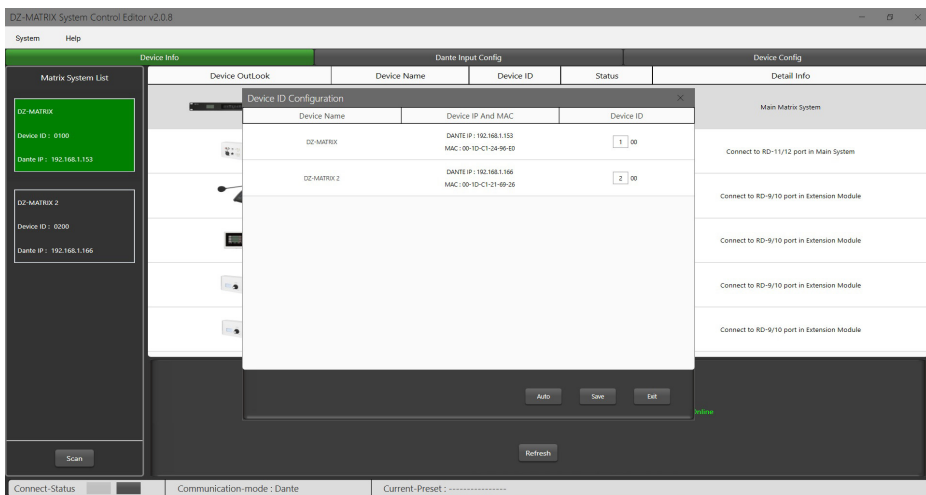 DZ-MATRIX System Control Editor v2.0.8
System Help
Device Info Dante Input Config Device Config
Matrix System List
Device OutLook Device Name Device ID Status Detail Info
DZ-MATRIX
Device ID : 0100
Dante IP : 192.168.1.153
DZ-MATRIX 2
Device ID : 0200
Dante IP : 192.168.1.166
Scan
Main Matrix System
Connect to RD-11/12 port in Main System
Connect to RD-9/10 port in Extension Module
Connect to RD-9/10 port in Extension Module
Connect to RD-9/10 port in Extension Module
Connect to RD-9/10 port in Extension Module
Device ID Configuration
Device Name Device IP And MAC Device ID
DZ-MATRIX
DANTE IP : 192.168.1.153
MAC : 00-1D-C1-24-96-E0
1 00
DZ-MATRIX 2
DANTE IP : 192.168.1.166
MAC : 00-1D-C1-21-69-26
2 00
Auto Save Exit
Refresh
Connect-Status Communication-mode : Dante Current-Preset : ----------------